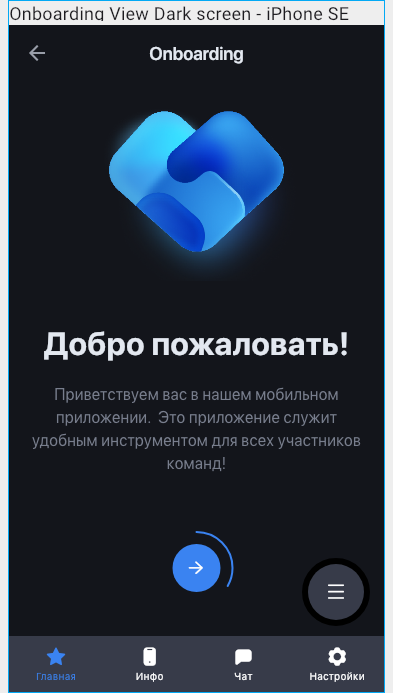 Onboarding View Dark screen - iPhone SE
Onboarding
Добро пожаловать!
Приветствуем вас в нашем мобильном
приложении. Это приложение служит
удобным инструментом для всех участников
команд!
Главная
Инфо
Чат
Настройки